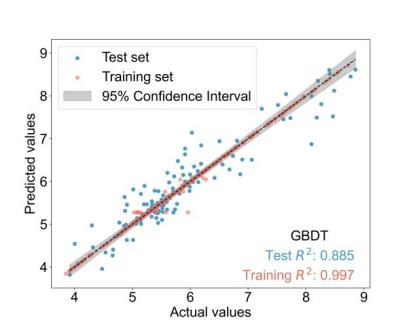 9
8
7
6
5
4
Predicted values
Test set
Training set
95% Confidence Interval
GBDT
Test R²: 0.885
Training R²: 0.997
4 5 6 7 8 9
Actual values